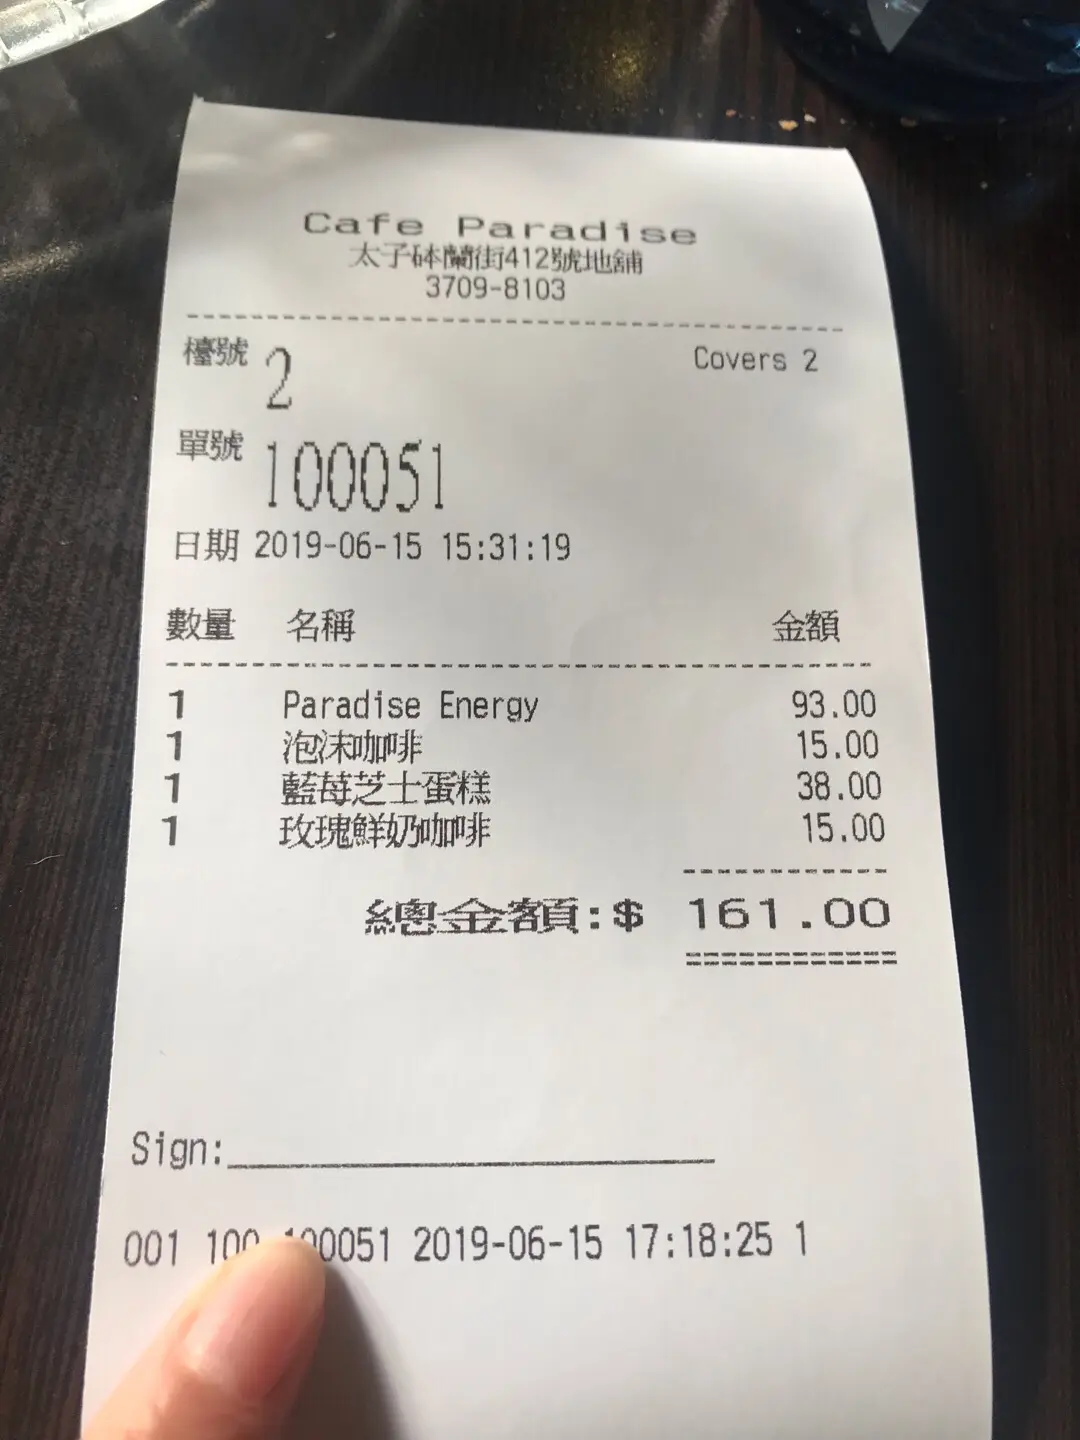 Cafe Paradise
太子砵蘭街412號地舖
3709-8103
檯號 2 Covers 2
單號 100051
日期 2019-06-15 15:31:19
數量 名稱 金額
1 Paradise Energy 93.00
1 泡沫咖啡 15.00
1 藍苺芝士蛋糕 38.00
1 玫瑰鮮奶咖啡 15.00
總金額:$ 161.00
Sign:
001 100 100051 2019-06-15 17:18:25 1